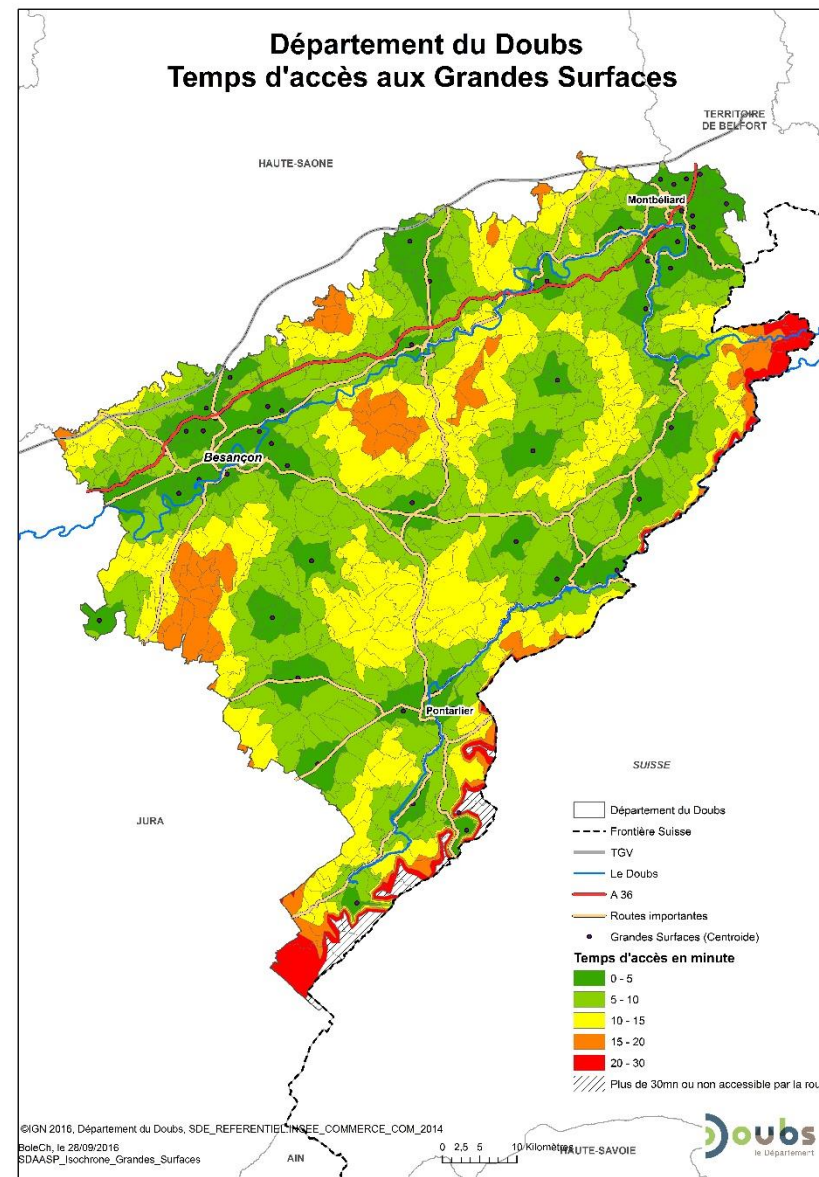 Département du Doubs
Temps d'accès aux Grandes Surfaces
TERRITOIRE
DE BELFORT
HAUTE-SAONE
Montbéliard
Besançon
Pontarlier
SUISSE
JURA
Département du Doubs
Frontière Suisse
TGV
Le Doubs
A 36
Routes importantes
Grandes Surfaces (Centroide)
Temps d'accès en minute
0 - 5
5 - 10
10 - 15
15 - 20
20 - 30
Plus de 30mn ou non accessible par la rou
©IGN 2016, Département du Doubs, SDE_REFERENTIEL,INSEE_COMMERCE_COM_2014
BoleCh, le 28/09/2016
SDAASP_Isochrone_Grandes_Surfaces
AIN
0 2,5 5 10 Kilomètres
HAUTE-SAVOIE
Doubs
le Département